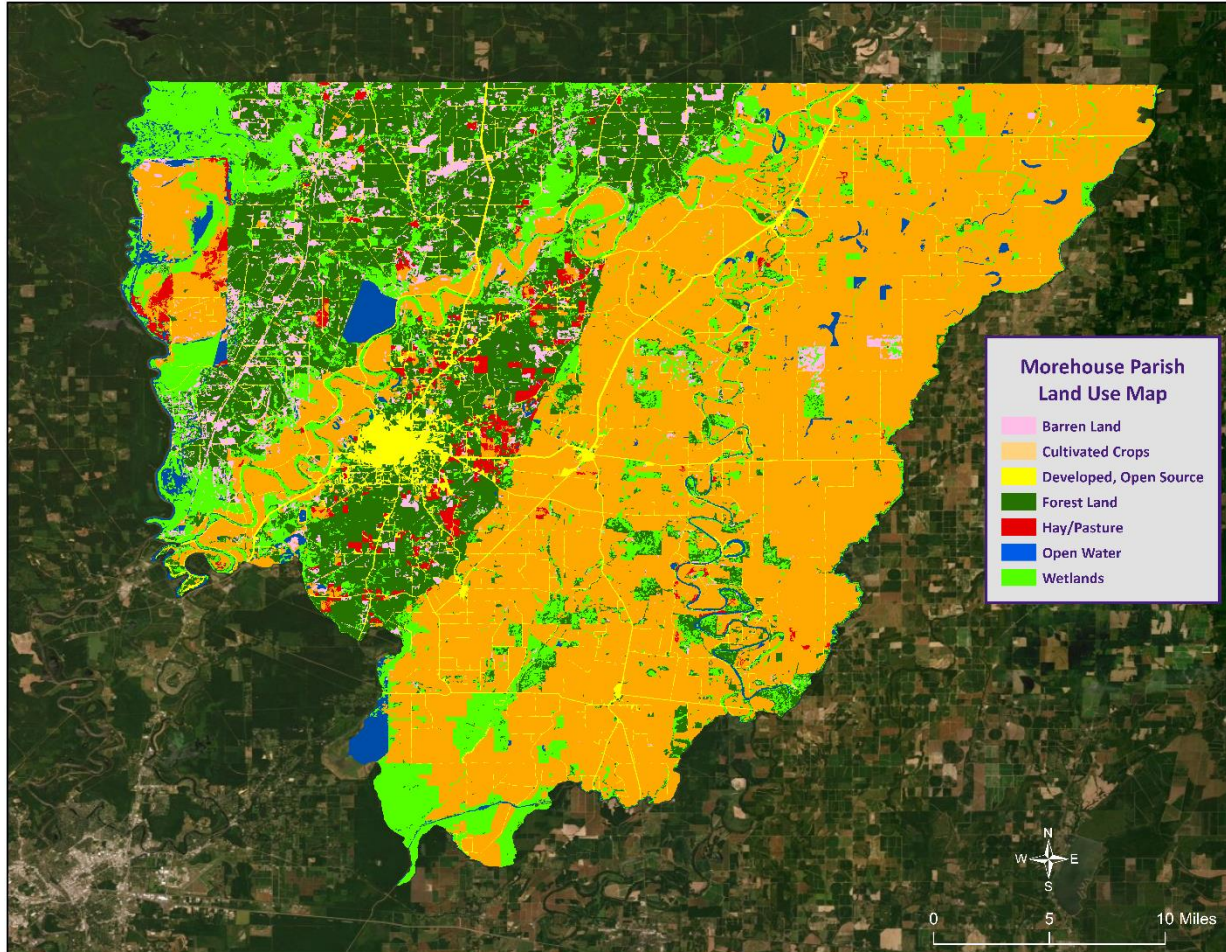 Morehouse Parish
Land Use Map
Barren Land
Cultivated Crops
Developed, Open Source
Forest Land
Hay/Pasture
Open Water
Wetlands
N
W E
S
0 5 10 Miles